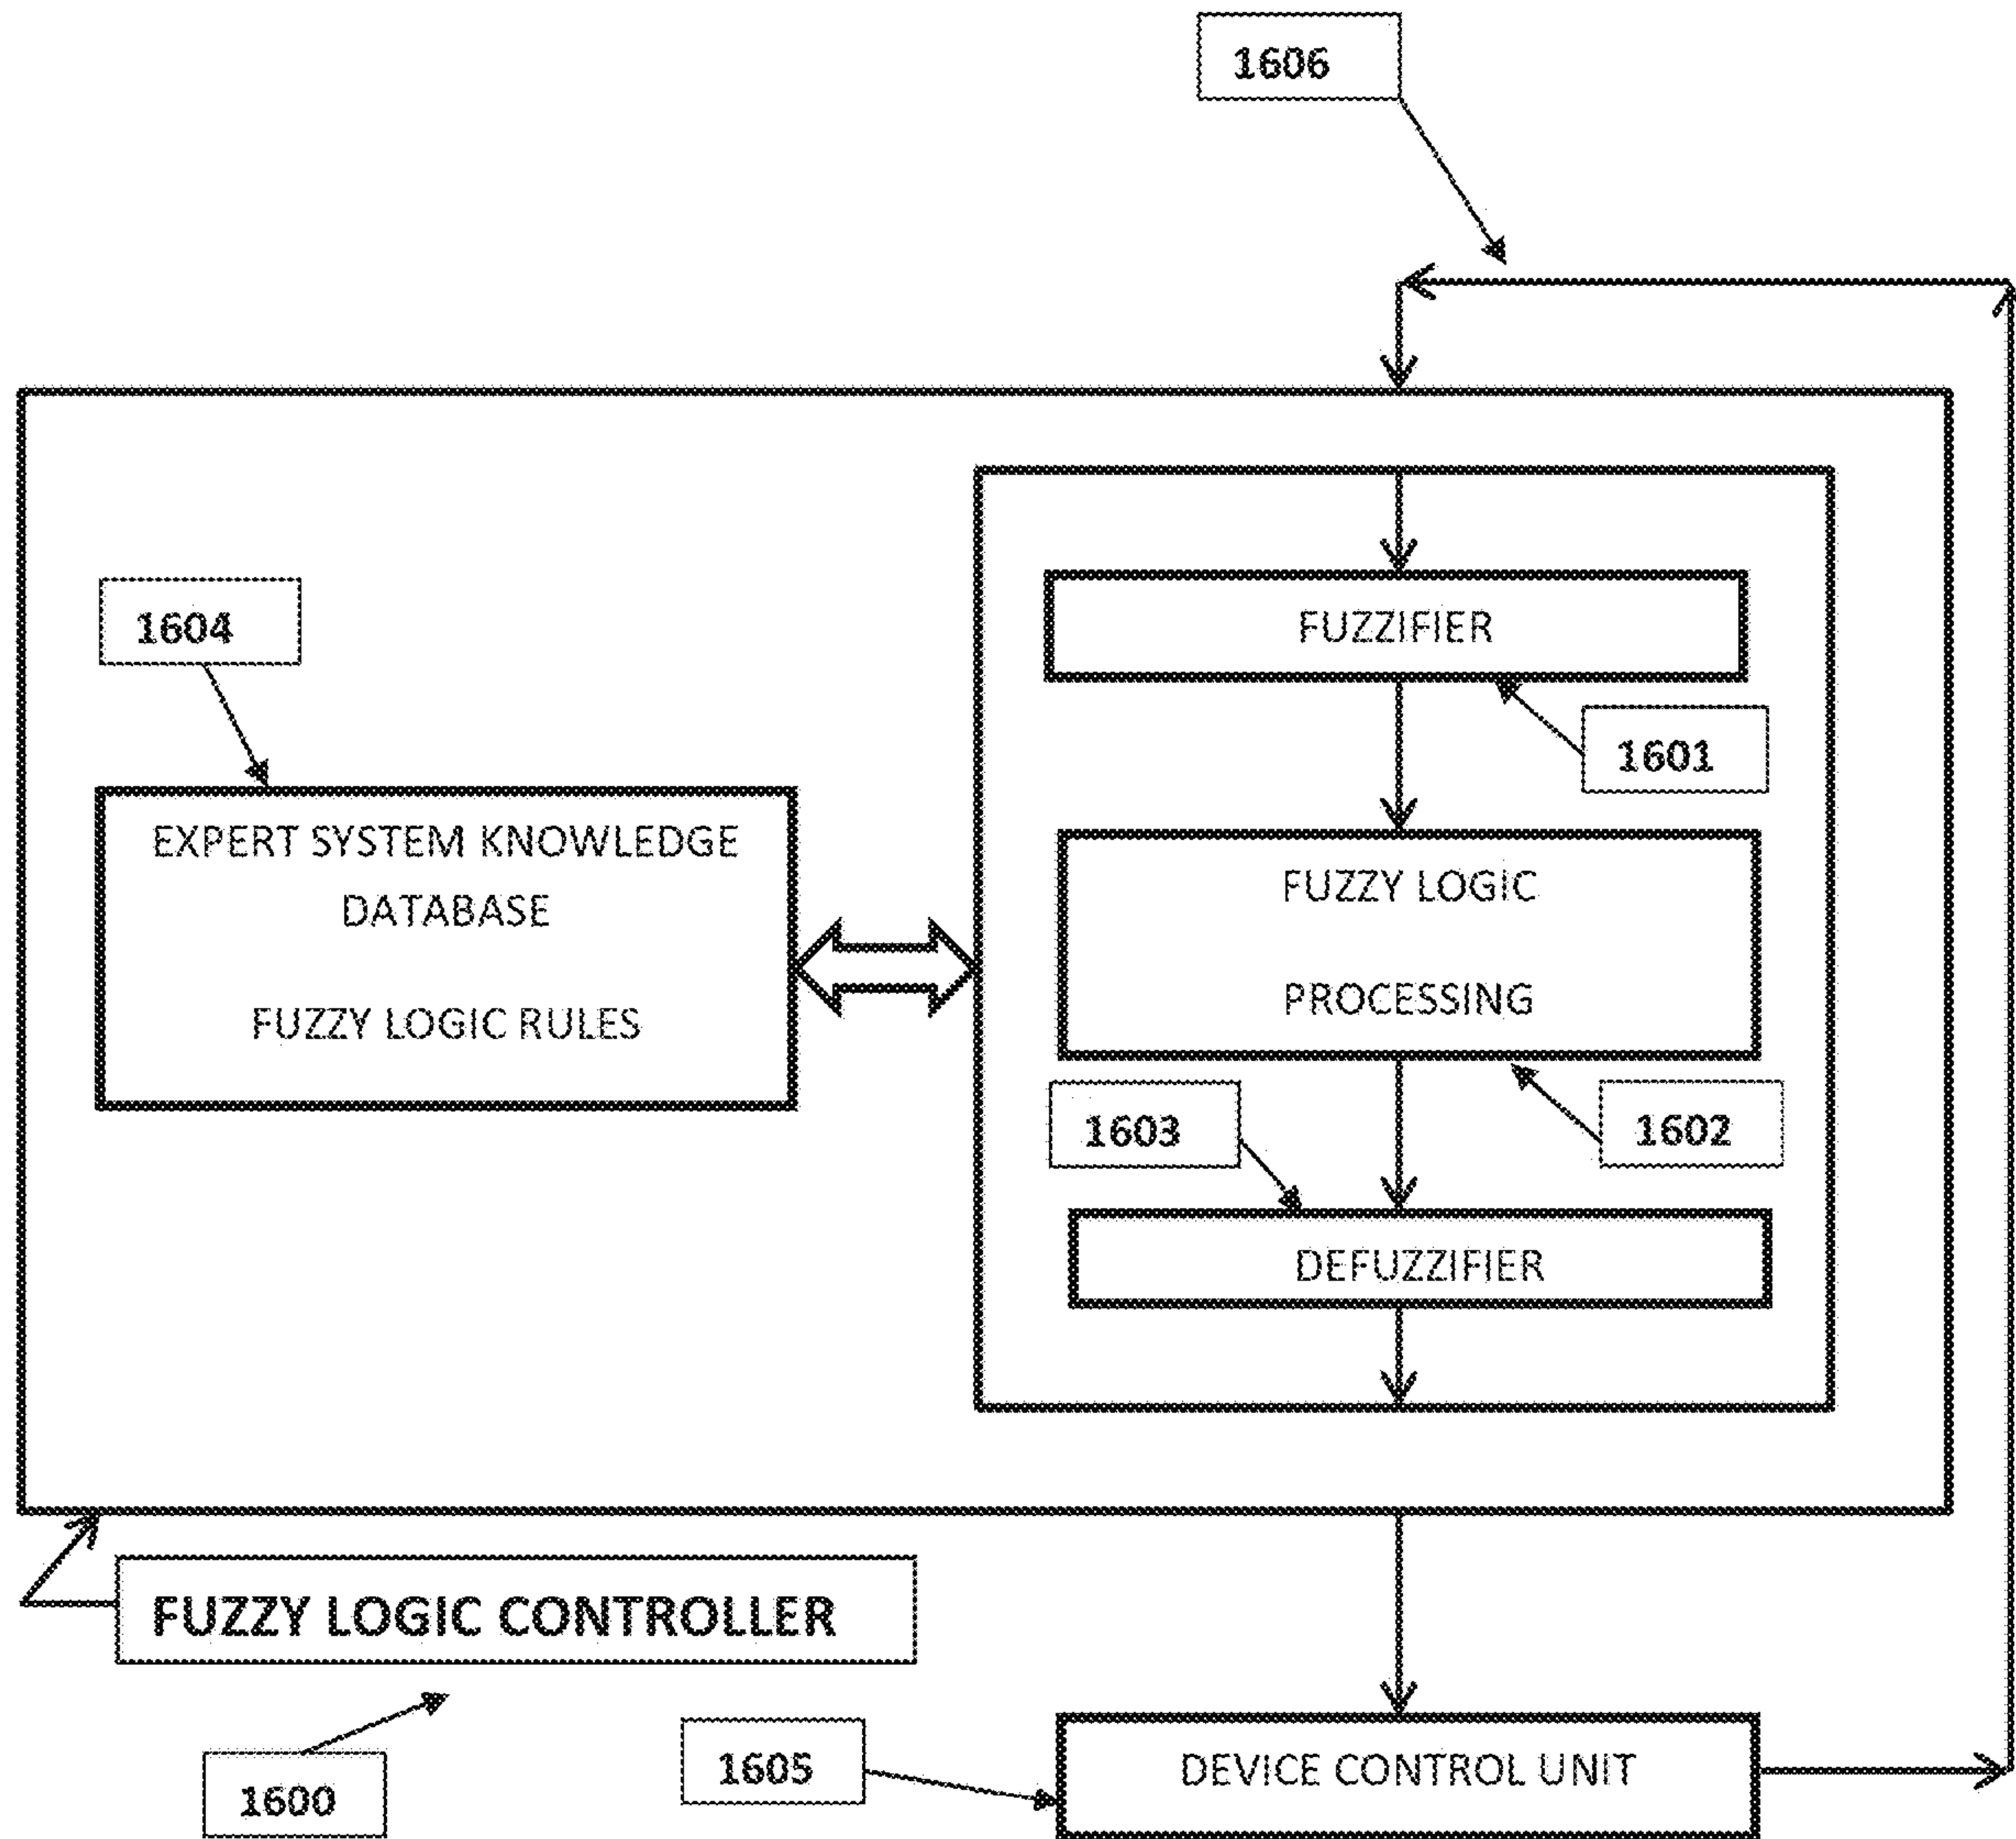 1606
1604
FUZZIFIER
1601
EXPERT SYSTEM KNOWLEDGE
DATABASE
FUZZY LOGIC RULES
FUZZY LOGIC
PROCESSING
1603
1602
DEFUZZIFIER
FUZZY LOGIC CONTROLLER
1600
1605
DEVICE CONTROL UNIT